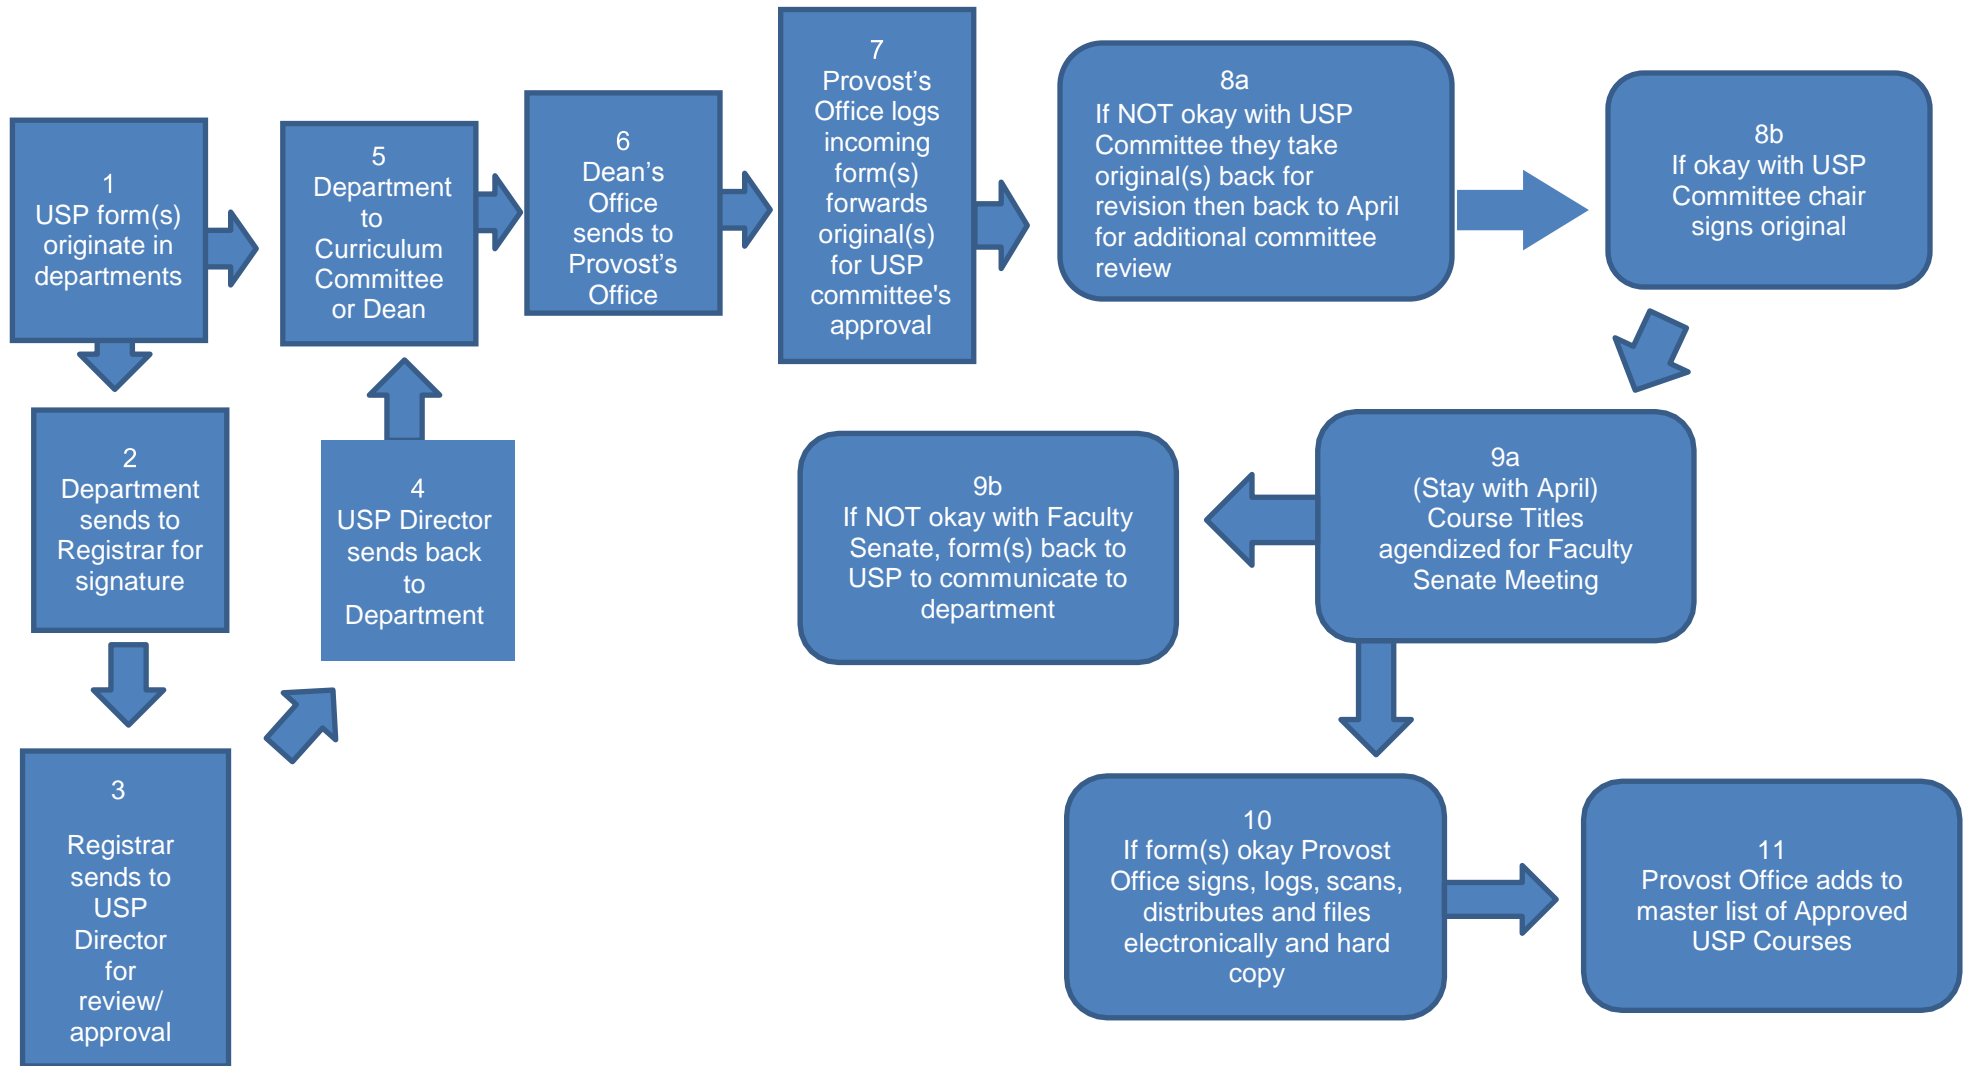 1
USP form(s)
originate in
departments
2
Department
sends to
Registrar for
signature
3
Registrar
sends to
USP
Director
for
review/
approval
4
USP Director
sends back
to
Department
5
Department
to
Curriculum
Committee
or Dean
6
Dean’s
Office
sends to
Provost’s
Office
7
Provost’s
Office logs
incoming
form(s)
forwards
original(s)
for USP
committee's
approval
8a
If NOT okay with USP
Committee they take
original(s) back for
revision then back to April
for additional committee
review
8b
If okay with USP
Committee chair
signs original
9a
(Stay with April)
Course Titles
agendized for Faculty
Senate Meeting
9b
If NOT okay with Faculty
Senate, form(s) back to
USP to communicate to
department
10
If form(s) okay Provost
Office signs, logs, scans,
distributes and files
electronically and hard
copy
11
Provost Office adds to
master list of Approved
USP Courses